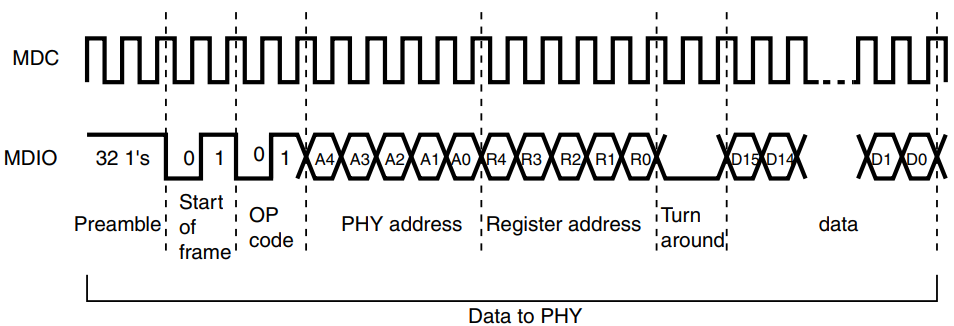 MDC
MDIO
32 1's 0 1 0 1 A4 A3 A2 A1 A0 R4 R3 R2 R1 R0 D15 D14 D1 D0
Preamble
Start
of
frame
OP
code
PHY address
Register address
Turn
around
data
Data to PHY